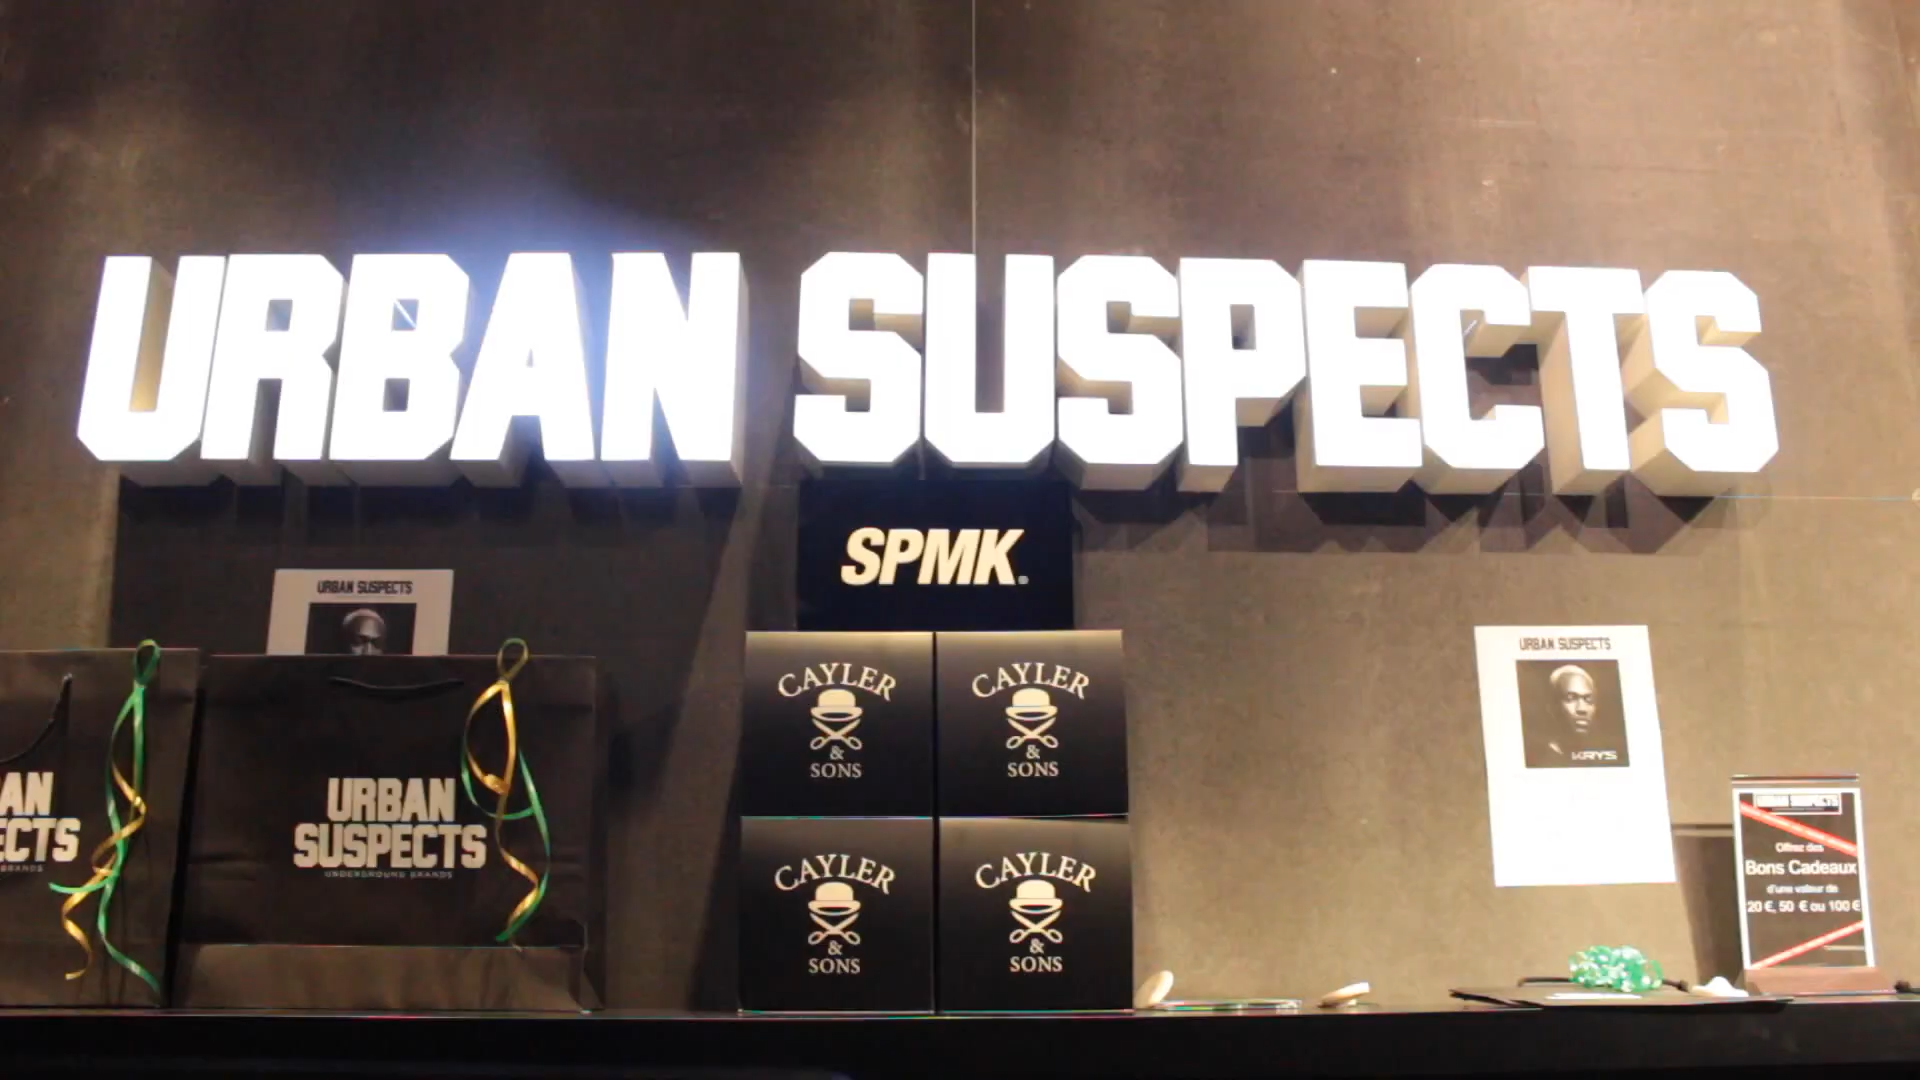 URBAN SUSPECTS
SPMK®
URBAN SUSPECTS
AN
ECTS
BRANDS
URBAN
SUSPECTS
UNDERGROUND BRANDS
CAYLER
&
SONS
CAYLER
&
SONS
CAYLER
&
SONS
CAYLER
&
SONS
URBAN SUSPECTS
KRYS
URBAN SUSPECTS
Offrez des
Bons Cadeaux
d'une valeur de
20 €, 50 € ou 100 €